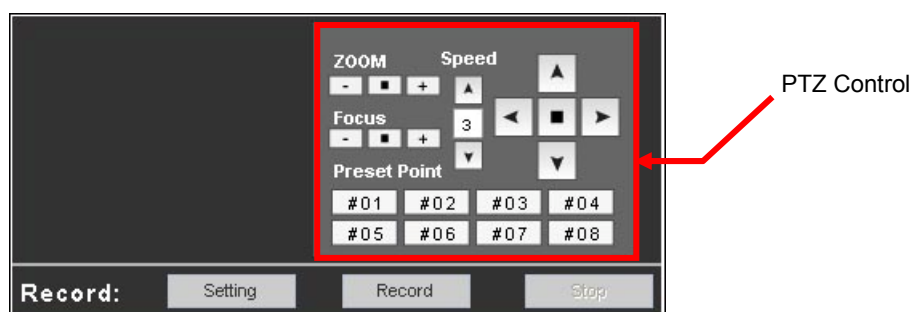 ZOOM Speed
- ■ +
Focus
3
- ■ +
Preset Point
#01 #02 #03 #04
#05 #06 #07 #08
Record: Setting Record Stop
PTZ Control